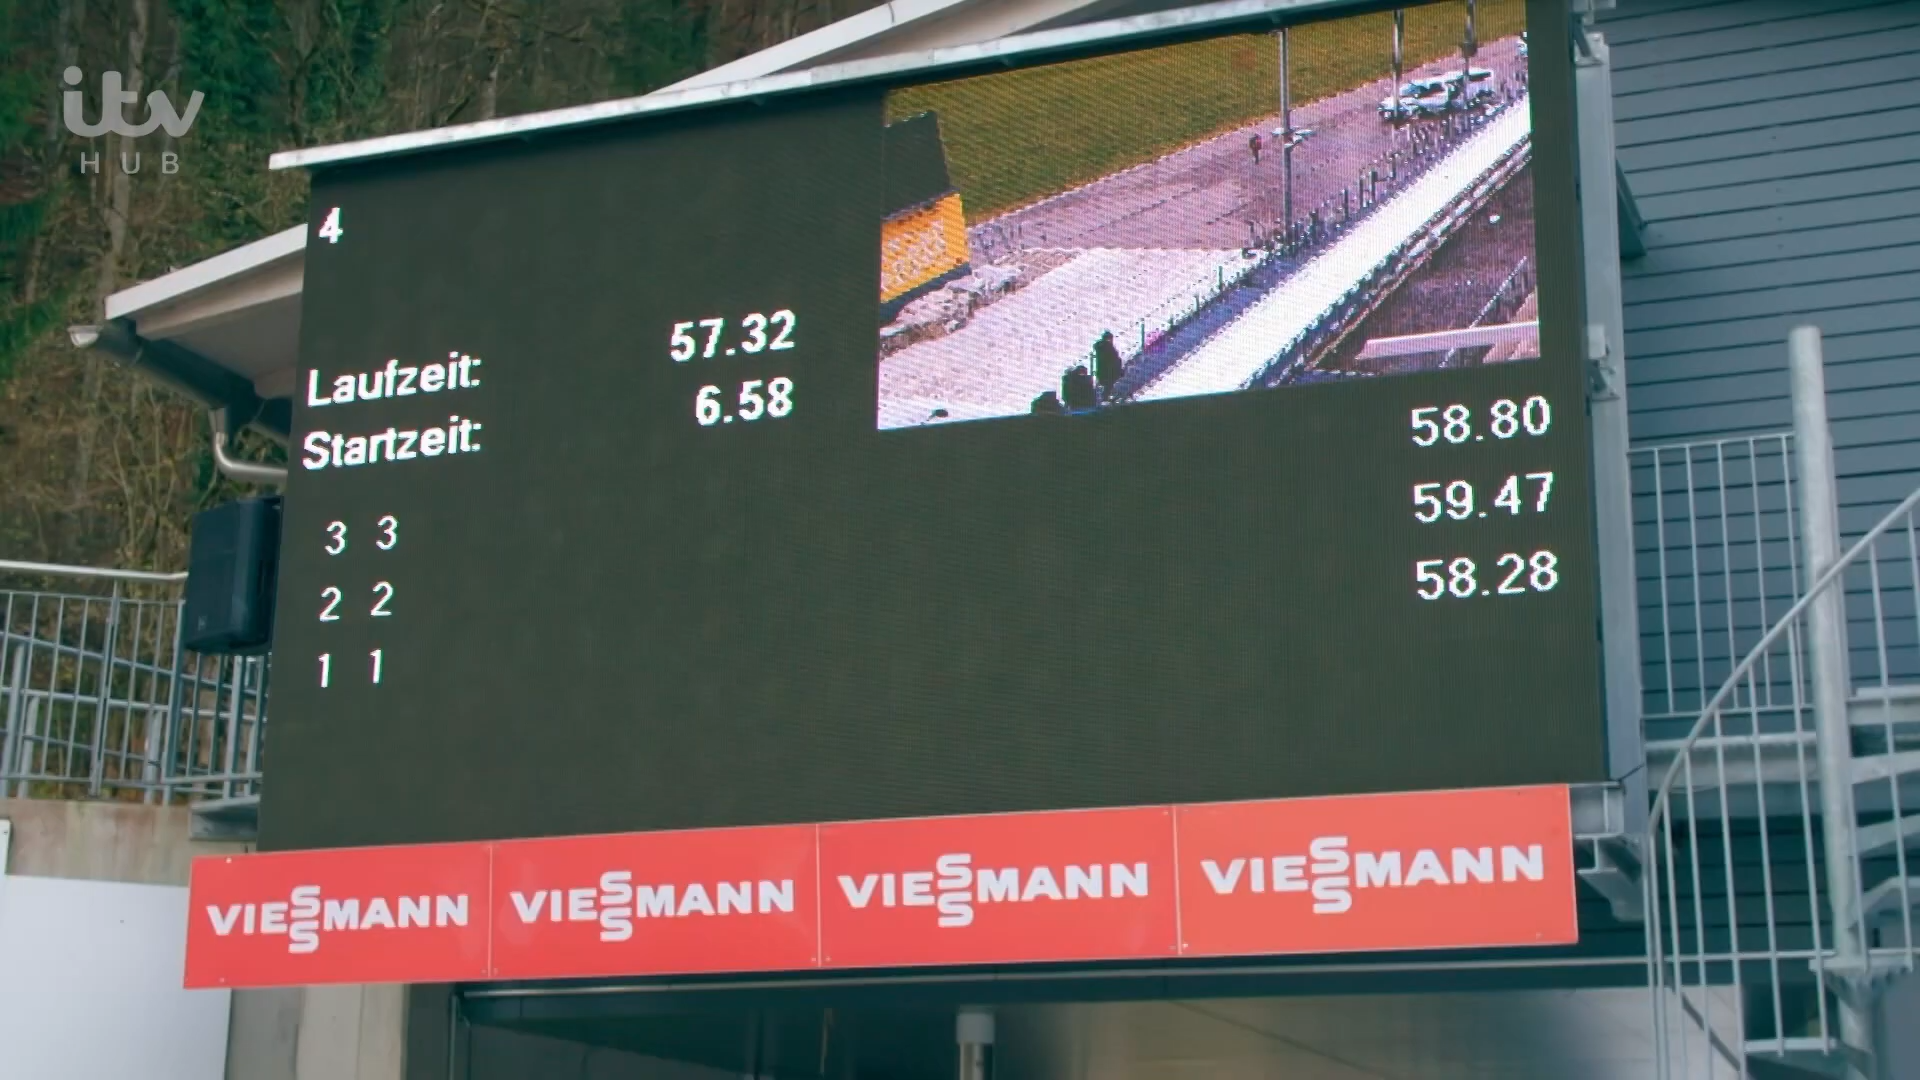 itv
HUB
4
Laufzeit: 57.32
Startzeit: 6.58
3 3 58.80
2 2 59.47
1 1 58.28
VIESSMANN VIESSMANN VIESSMANN VIESSMANN